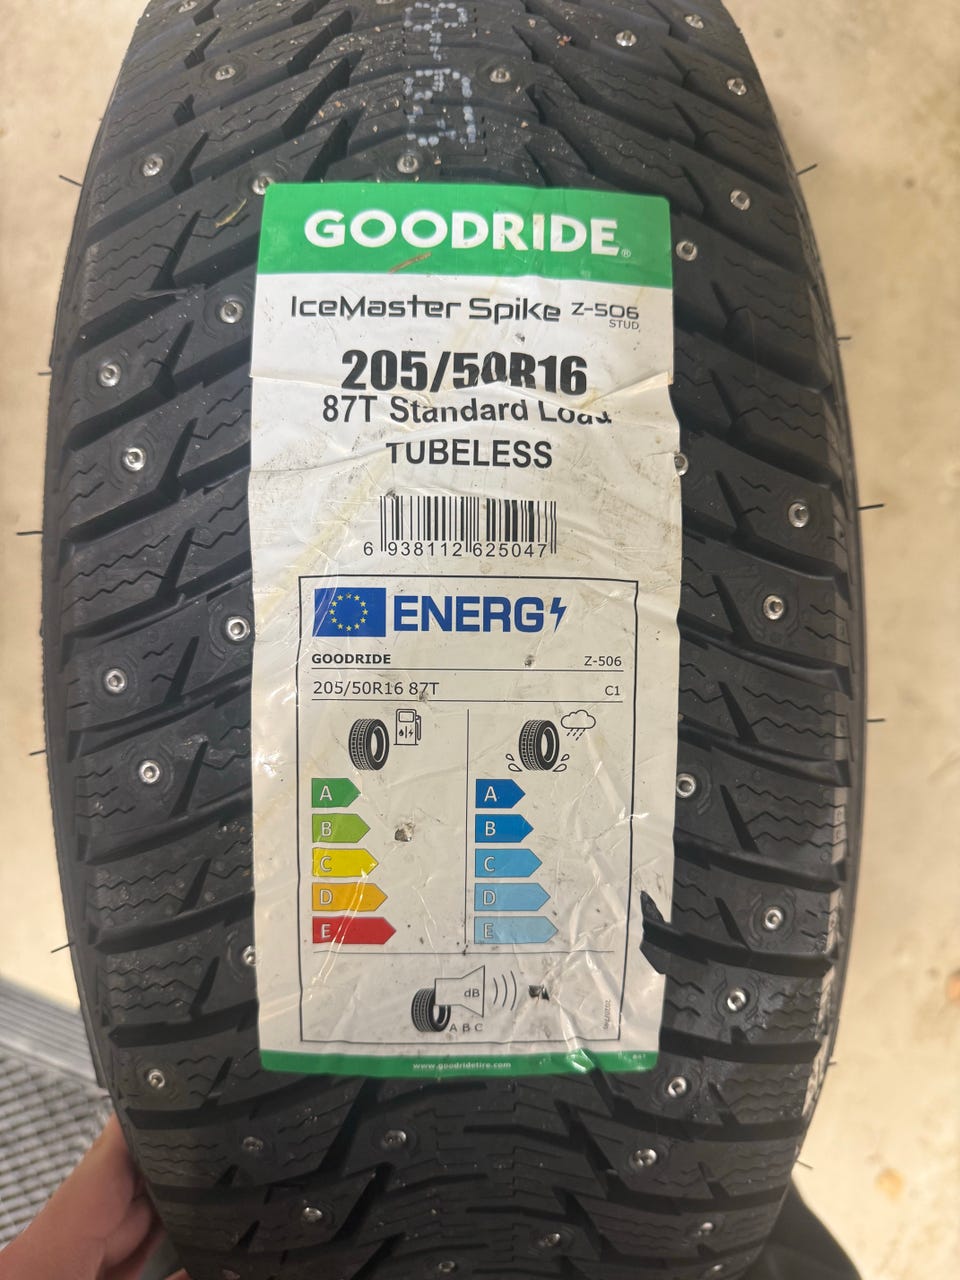 GOODRIDE®
IceMaster Spike Z-506
STUD
205/50R16
87T Standard Load
TUBELESS
6 938112 625047
ENERG
GOODRIDE Z-506
205/50R16 87T C1
A A
B B
C C
D D
E E
dB
A B C
www.goodridetire.com